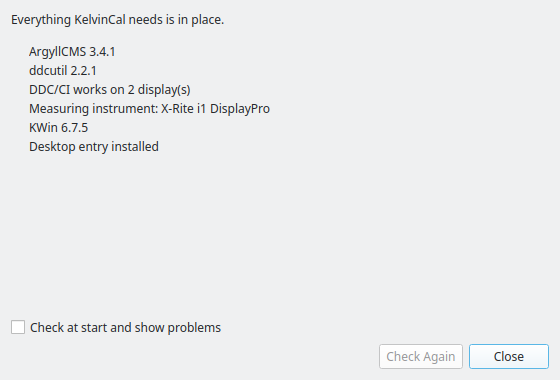 Everything KelvinCal needs is in place.
ArgyllCMS 3.4.1
ddcutil 2.2.1
DDC/CI works on 2 display(s)
Measuring instrument: X-Rite i1 DisplayPro
KWin 6.7.5
Desktop entry installed
Check at start and show problems
Check Again
Close